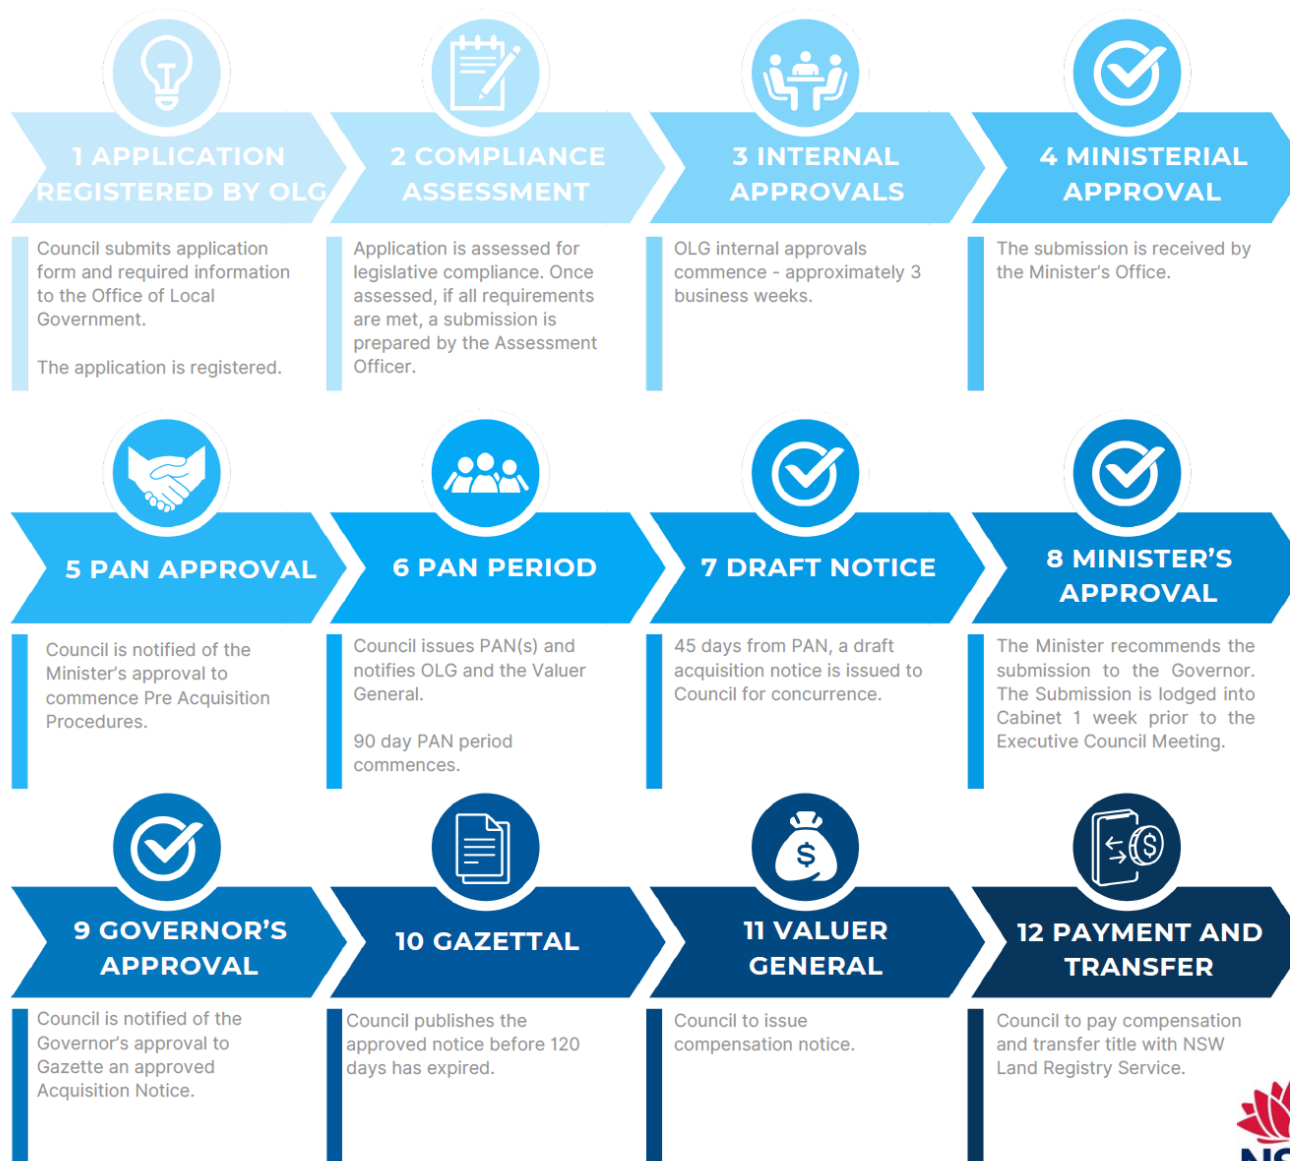 1 APPLICATION
REGISTERED BY OLG
Council submits application
form and required information
to the Office of Local
Government.
The application is registered.
2 COMPLIANCE
ASSESSMENT
Application is assessed for
legislative compliance. Once
assessed, if all requirements
are met, a submission is
prepared by the Assessment
Officer.
3 INTERNAL
APPROVALS
OLG internal approvals
commence - approximately 3
business weeks.
4 MINISTERIAL
APPROVAL
The submission is received by
the Minister's Office.
5 PAN APPROVAL
Council is notified of the
Minister's approval to
commence Pre Acquisition
Procedures.
6 PAN PERIOD
Council issues PAN(s) and
notifies OLG and the Valuer
General.
90 day PAN period
commences.
7 DRAFT NOTICE
45 days from PAN, a draft
acquisition notice is issued to
Council for concurrence.
8 MINISTER'S
APPROVAL
The Minister recommends the
submission to the Governor.
The Submission is lodged into
Cabinet 1 week prior to the
Executive Council Meeting.
9 GOVERNOR'S
APPROVAL
Council is notified of the
Governor's approval to
Gazette an approved
Acquisition Notice.
10 GAZETTAL
Council publishes the
approved notice before 120
days has expired.
11 VALUER
GENERAL
$
Council to issue
compensation notice.
12 PAYMENT AND
TRANSFER
$
Council to pay compensation
and transfer title with NSW
Land Registry Service.